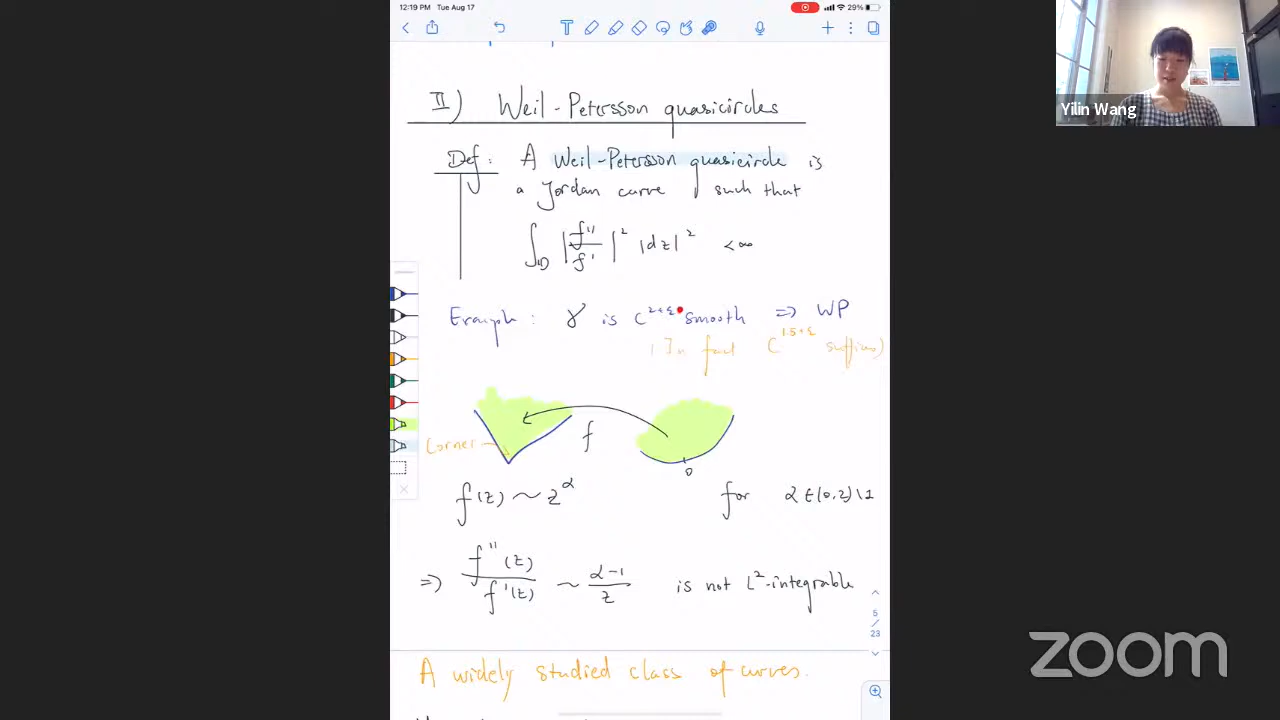 12:19 PM Tue Aug 17
29%
II) Weil-Petersson quasicircles
Def: A Weil-Petersson quasicircle is
a Jordan curve such that
∫_D |f''/f'|² |dz|² < ∞
Example: γ is C^{2+ε} smooth ⇒ WP
In fact C^{1.5+ε} suffices)
Corner
f
0
f(z) ~ z^α for α ∈ (0,2)\1
⇒ f''(z)/f'(z) ~ (α-1)/z is not L²-integrable
A widely studied class of curves.
5
/
23
Yilin Wang
zoom